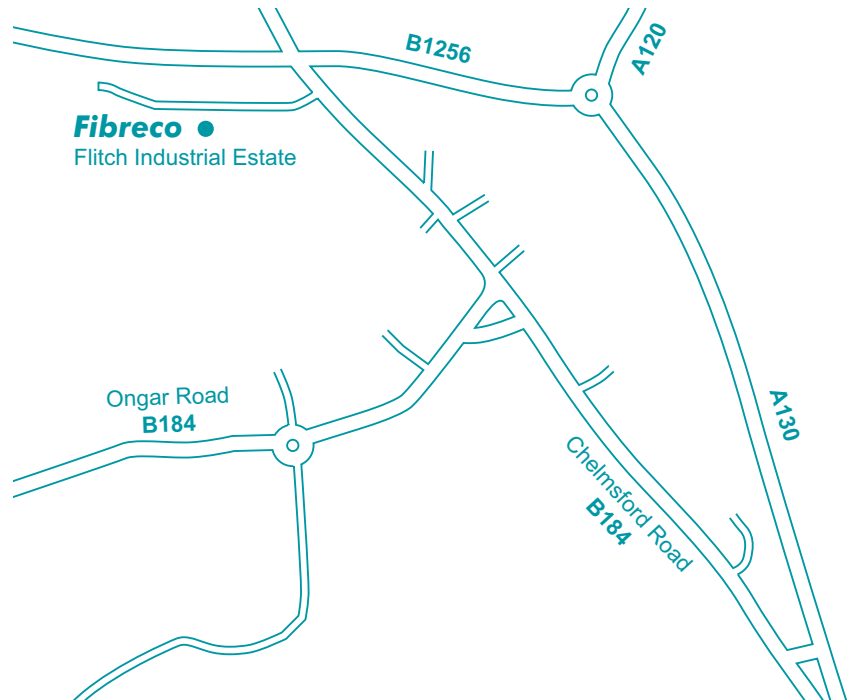 B1256
A120
Fibreco
Flitch Industrial Estate
Ongar Road
B184
A130
Chelmsford Road
B184